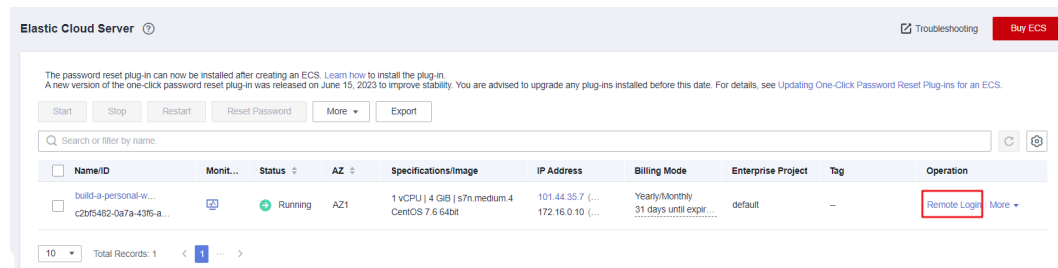 Elastic Cloud Server
Troubleshooting
Buy ECS
The password reset plug-in can now be installed after creating an ECS. Learn how to install the plug-in.
A new version of the one-click password reset plug-in was released on June 15, 2023 to improve stability. You are advised to upgrade any plug-ins installed before this date. For details, see Updating One-Click Password Reset Plug-ins for an ECS.
Start Stop Restart Reset Password More Export
Search or filter by name.
Name/ID Monit... Status AZ Specifications/Image IP Address Billing Mode Enterprise Project Tag Operation
build-a-personal-w... 1 vCPU | 4 GiB | s7n.medium.4 101.44.35.7 (... Yearly/Monthly
Running AZ1 default -- Remote Login More
c2bf5482-0a7a-43f6-a... CentOS 7.6 64bit 172.16.0.10 (... 31 days until expir...
10 Total Records: 1 < 1 ... >